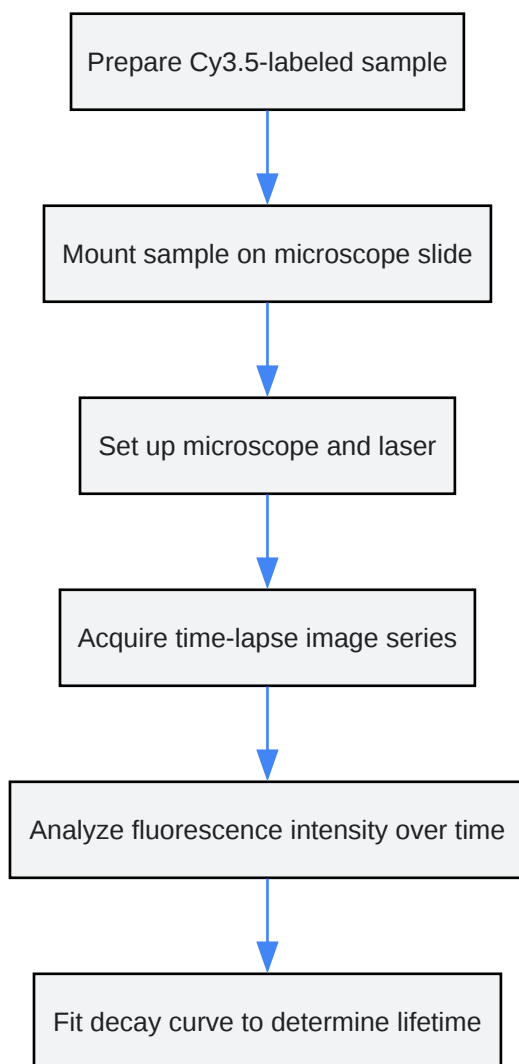 Prepare Cy3.5-labeled sample
Mount sample on microscope slide
Set up microscope and laser
Acquire time-lapse image series
Analyze fluorescence intensity over time
Fit decay curve to determine lifetime